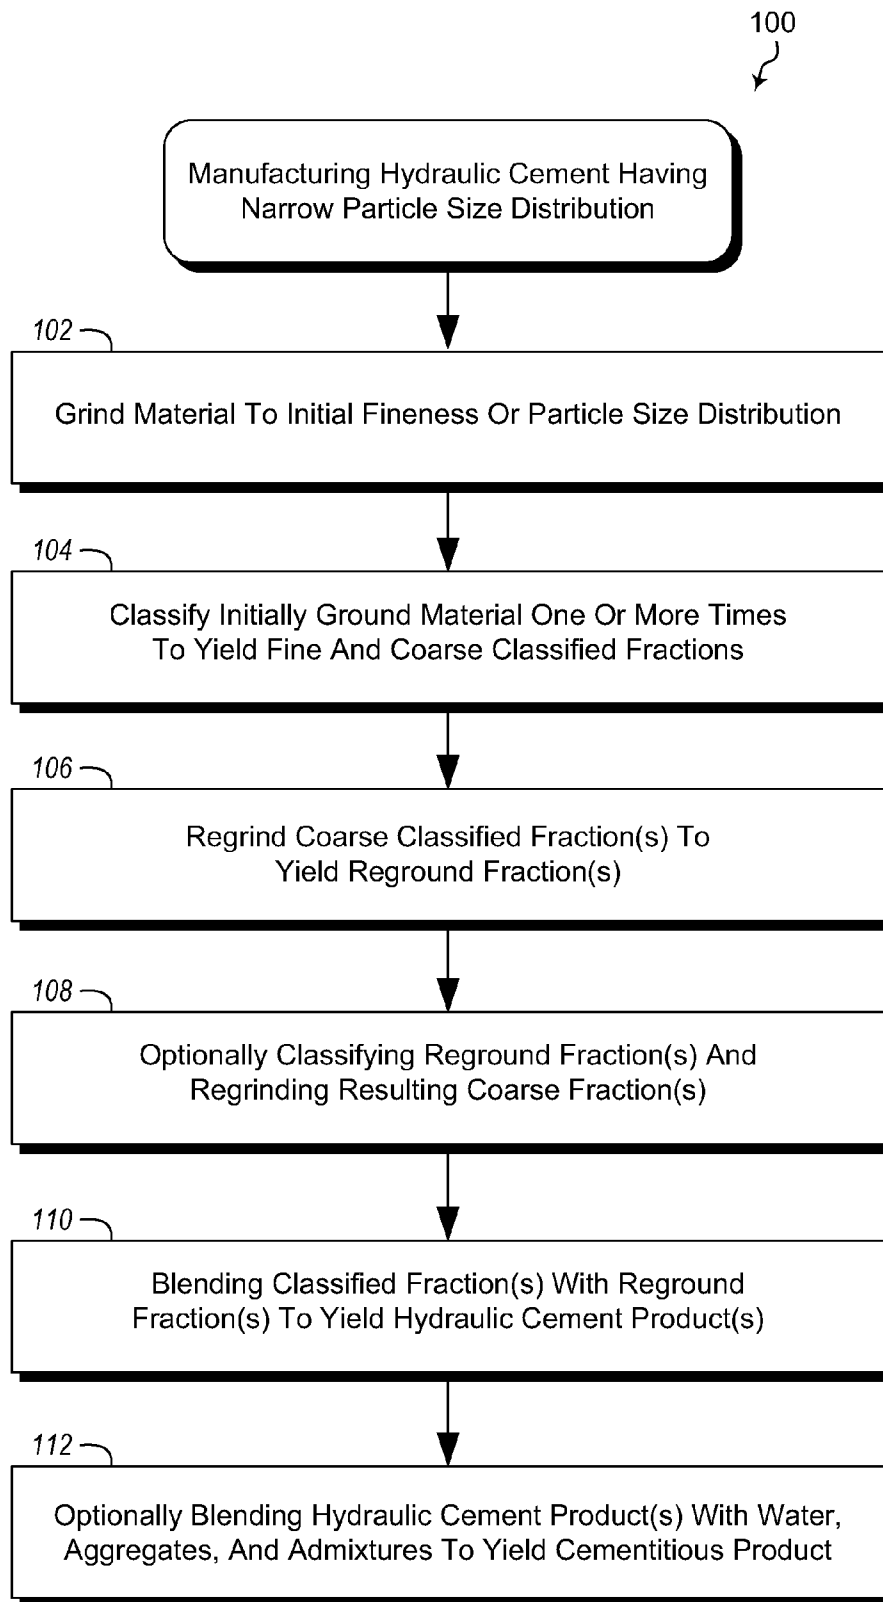 100
Manufacturing Hydraulic Cement Having
Narrow Particle Size Distribution
102
Grind Material To Initial Fineness Or Particle Size Distribution
104
Classify Initially Ground Material One Or More Times
To Yield Fine And Coarse Classified Fractions
106
Regrind Coarse Classified Fraction(s) To
Yield Reground Fraction(s)
108
Optionally Classifying Reground Fraction(s) And
Regrinding Resulting Coarse Fraction(s)
110
Blending Classified Fraction(s) With Reground
Fraction(s) To Yield Hydraulic Cement Product(s)
112
Optionally Blending Hydraulic Cement Product(s) With Water,
Aggregates, And Admixtures To Yield Cementitious Product